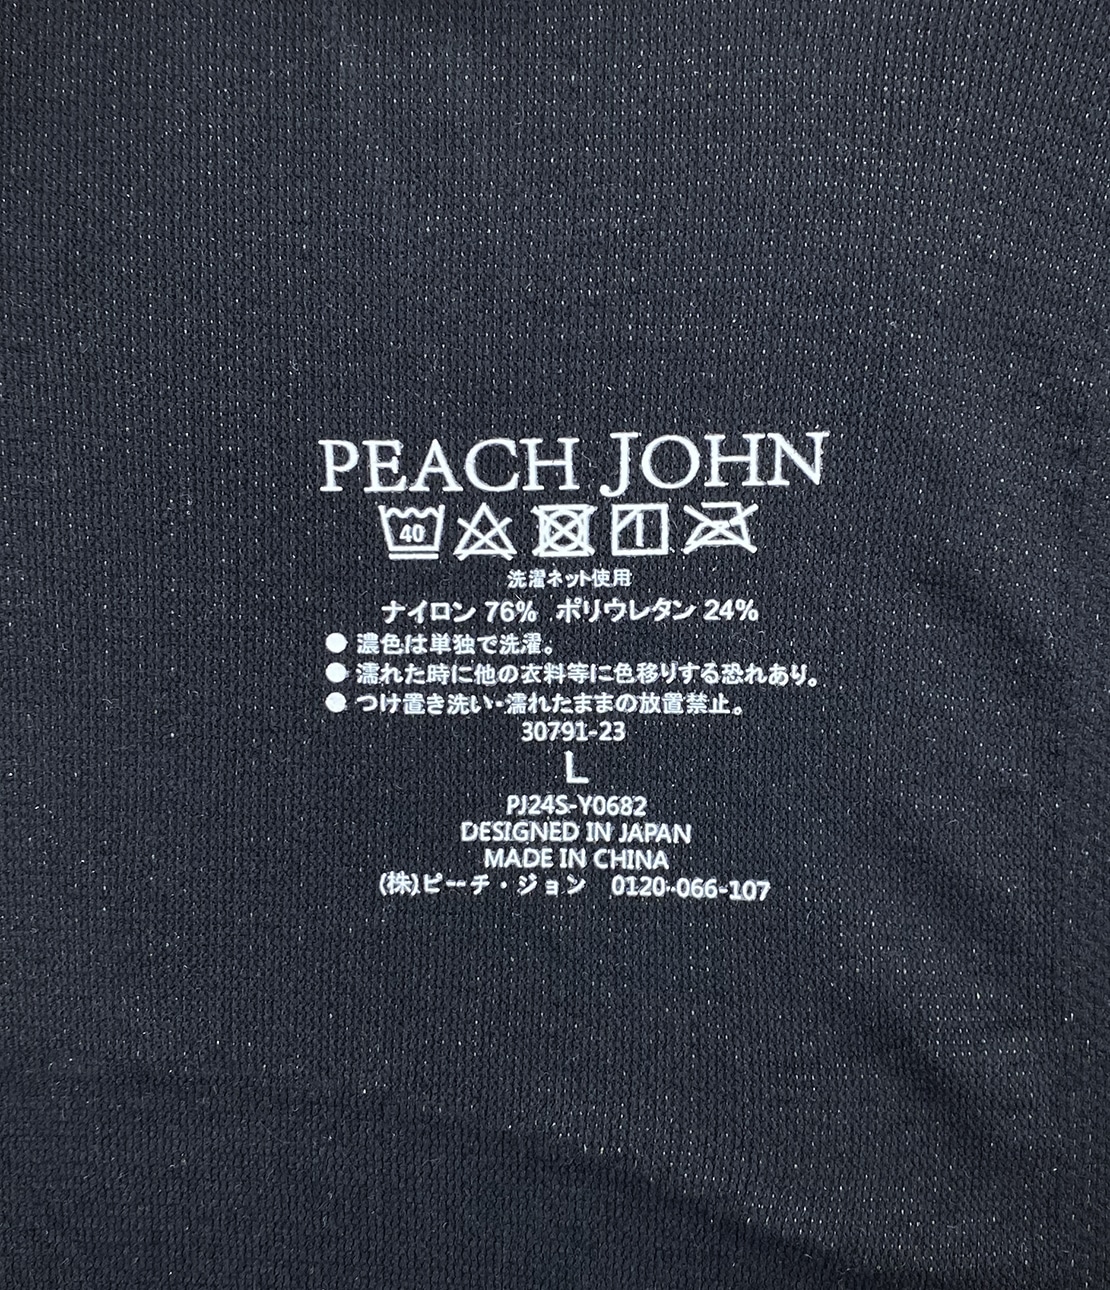 PEACH JOHN
40
洗濯ネット使用
ナイロン 76% ポリウレタン 24%
● 濃色は単独で洗濯。
● 濡れた時に他の衣料等に色移りする恐れあり。
● つけ置き洗い・濡れたままの放置禁止。
30791-23
L
PJ24S-Y0682
DESIGNED IN JAPAN
MADE IN CHINA
(株)ピーチ・ジョン 0120-066-107